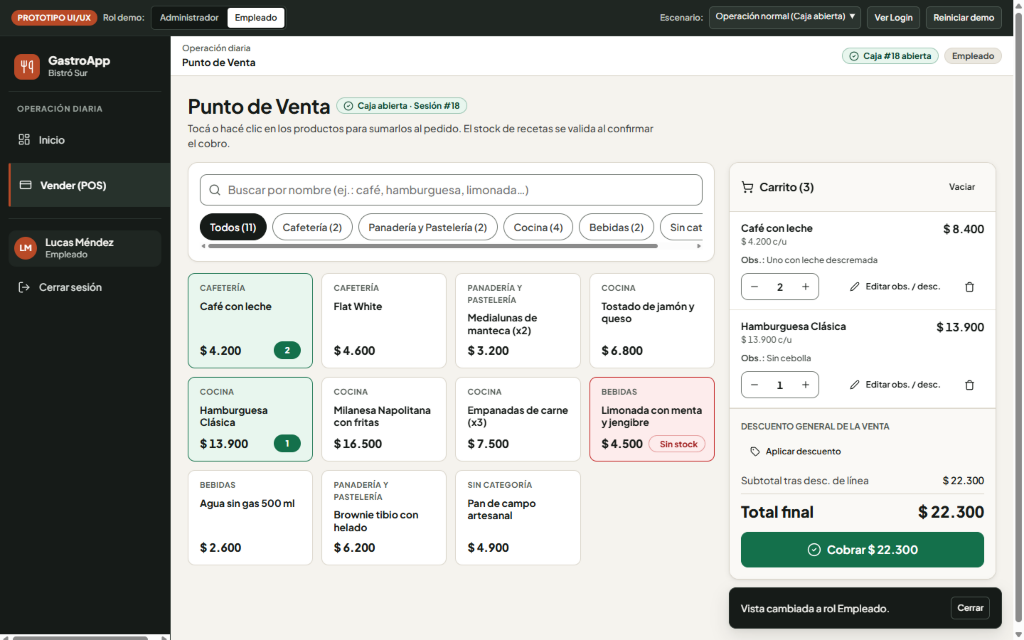 PROTOTIPO UI/UX Rol demo: Administrador Empleado Escenario: Operación normal (Caja abierta) ▾ Ver Login Reiniciar demo
GastroApp
Bistró Sur
OPERACIÓN DIARIA
Inicio
Vender (POS)
LM Lucas Méndez
Empleado
Cerrar sesión
Operación diaria
Punto de Venta
Caja #18 abierta Empleado
Punto de Venta Caja abierta · Sesión #18
Tocá o hacé clic en los productos para sumarlos al pedido. El stock de recetas se valida al confirmar
el cobro.
Buscar por nombre (ej.: café, hamburguesa, limonada…)
Todos (11) Cafetería (2) Panadería y Pastelería (2) Cocina (4) Bebidas (2) Sin cat
CAFETERÍA
Café con leche
$ 4.200 2
CAFETERÍA
Flat White
$ 4.600
PANADERÍA Y
PASTELERÍA
Medialunas de
manteca (x2)
$ 3.200
COCINA
Tostado de jamón y
queso
$ 6.800
COCINA
Hamburguesa
Clásica
$ 13.900 1
COCINA
Milanesa Napolitana
con fritas
$ 16.500
COCINA
Empanadas de carne
(x3)
$ 7.500
BEBIDAS
Limonada con menta
y jengibre
$ 4.500 Sin stock
BEBIDAS
Agua sin gas 500 ml
$ 2.600
PANADERÍA Y
PASTELERÍA
Brownie tibio con
helado
$ 6.200
SIN CATEGORÍA
Pan de campo
artesanal
$ 4.900
Carrito (3) Vaciar
Café con leche $ 8.400
$ 4.200 c/u
Obs.: Uno con leche descremada
− 2 + Editar obs. / desc.
Hamburguesa Clásica $ 13.900
$ 13.900 c/u
Obs.: Sin cebolla
− 1 + Editar obs. / desc.
DESCUENTO GENERAL DE LA VENTA
Aplicar descuento
Subtotal tras desc. de línea $ 22.300
Total final $ 22.300
Cobrar $ 22.300
Vista cambiada a rol Empleado. Cerrar